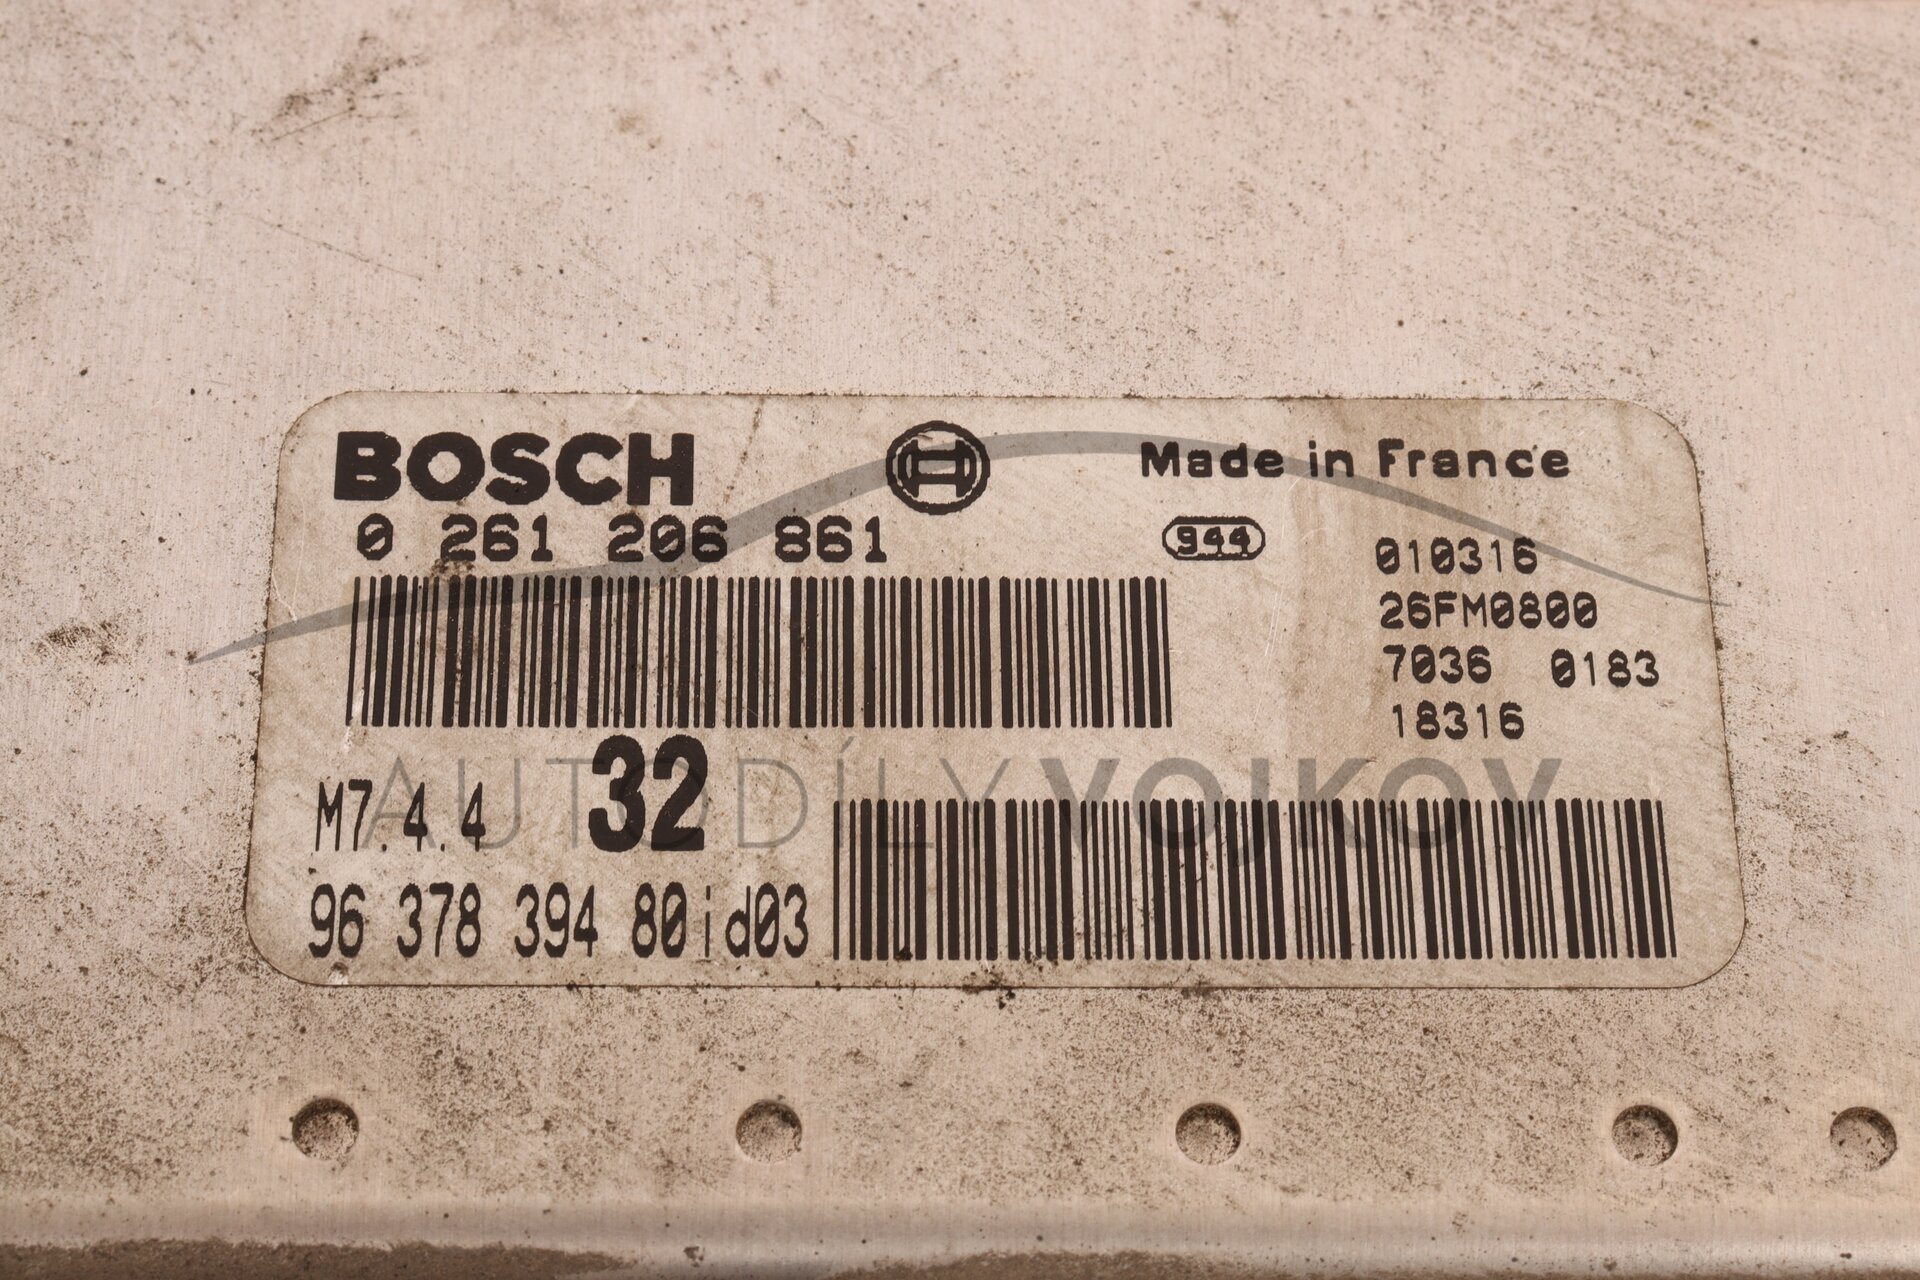 BOSCH
Made in France
0 261 206 861
944
010316
26FM0800
7036 0183
18316
32
M7.4.4
AUTODÍLY VOJKOV
96 378 394 80id03